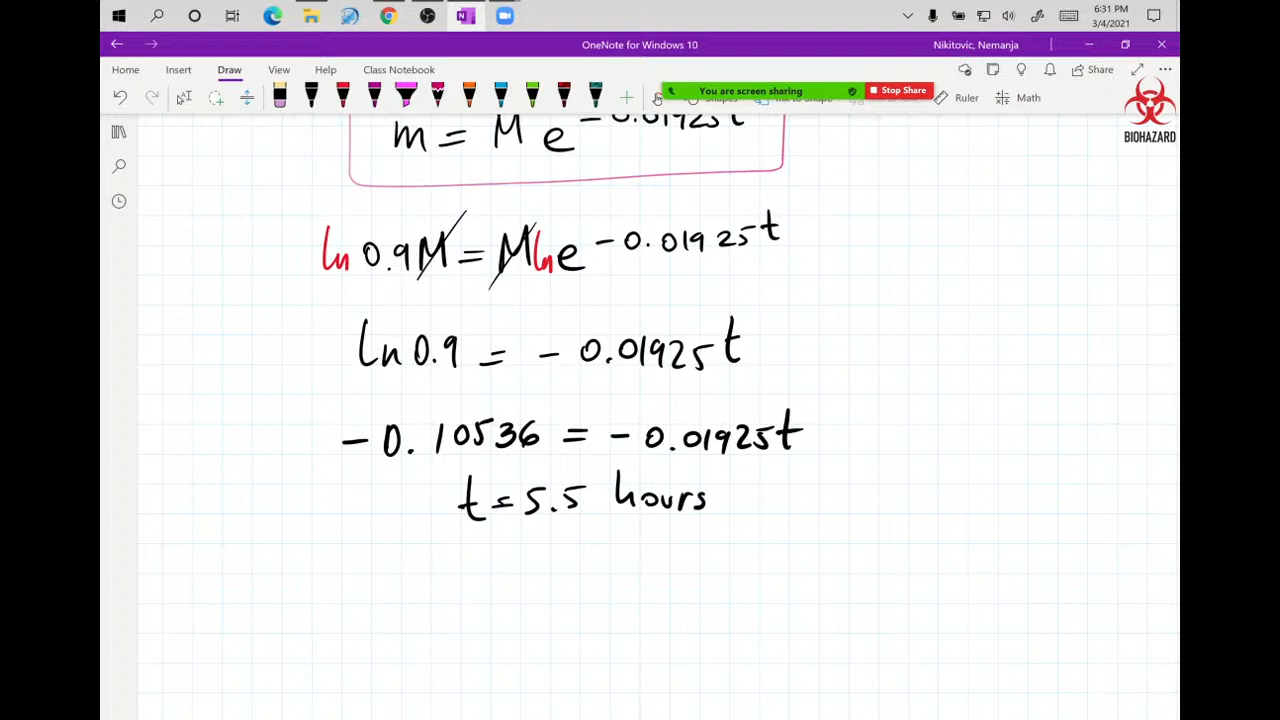 6:31 PM
3/4/2021
OneNote for Windows 10
Nikitovic, Nemanja
Home Insert Draw View Help Class Notebook Share
You are screen sharing Stop Share
Ruler Math
BIOHAZARD
m = M e^{-0.01925t}
ln 0.9M = M ln e^{-0.01925t}
ln 0.9 = - 0.01925t
-0.10536 = -0.01925t
t = 5.5 hours